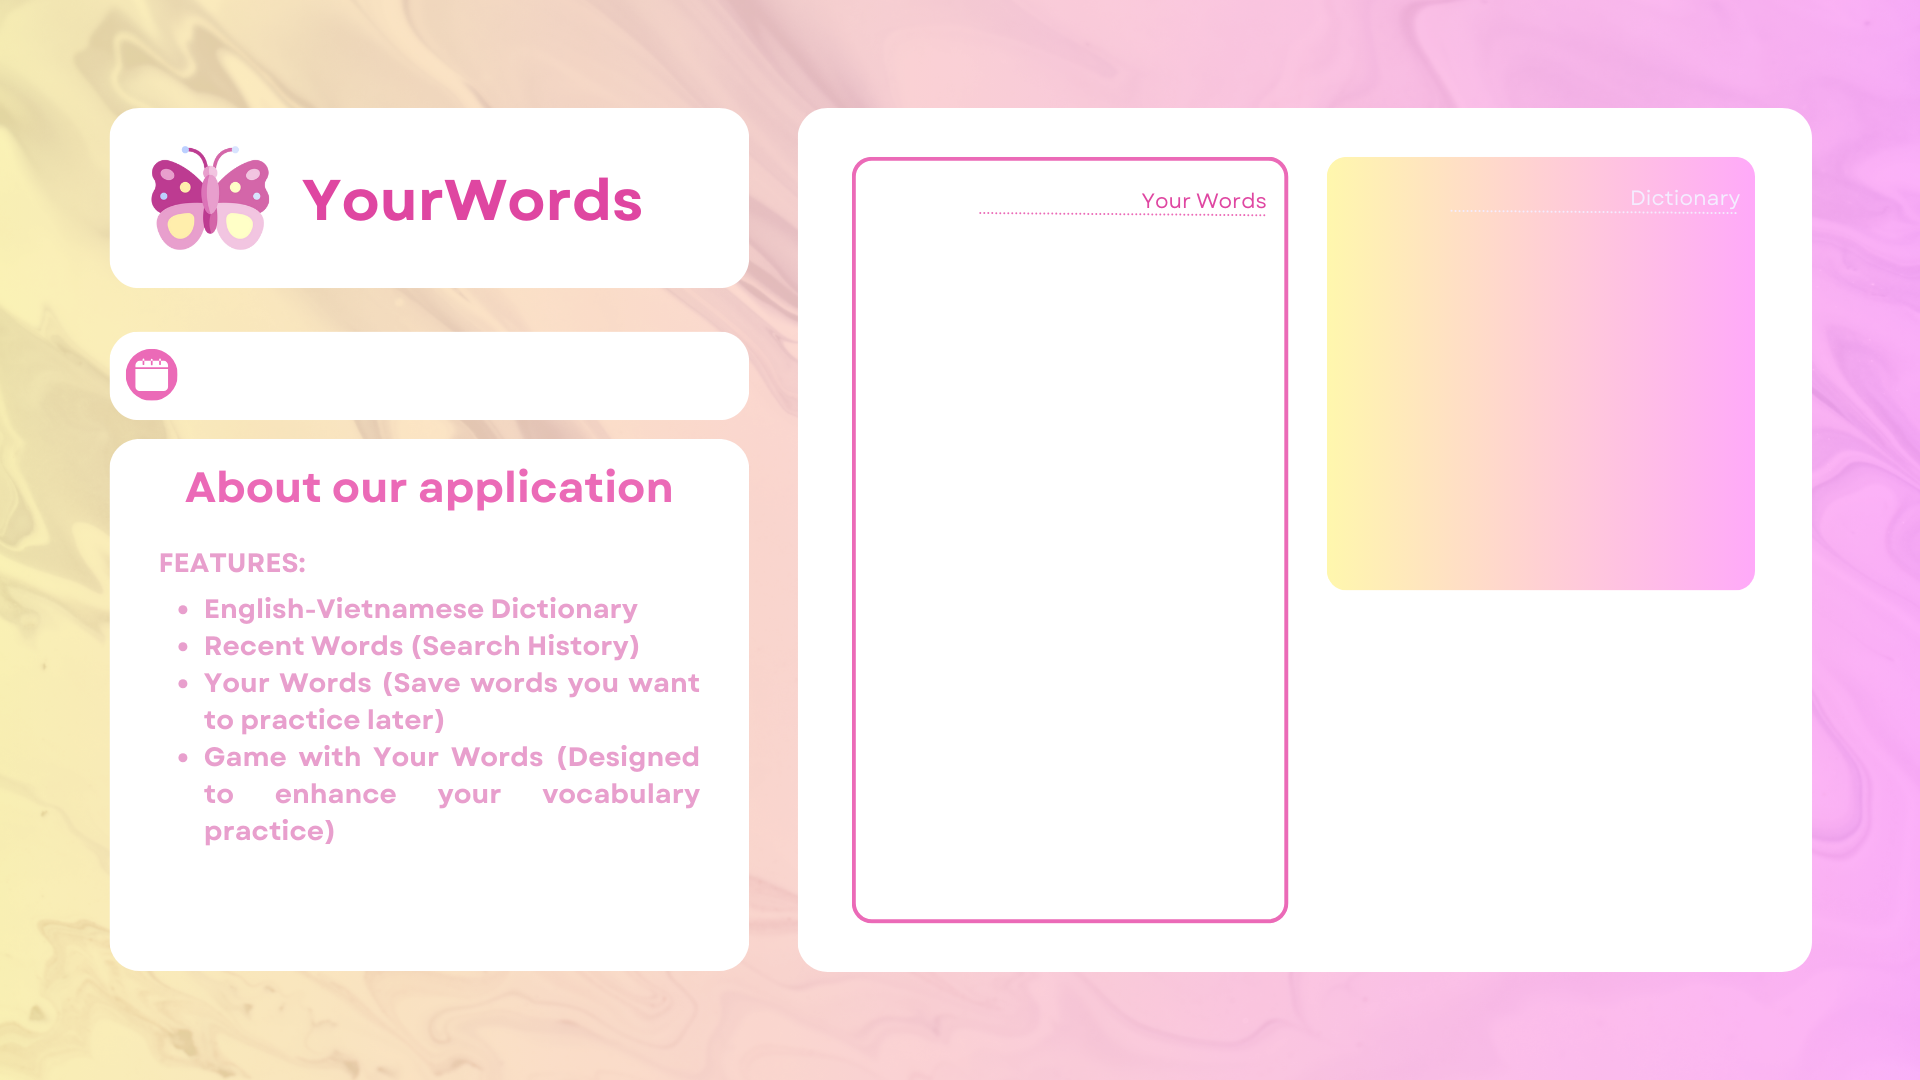 YourWords
About our application
FEATURES:
• English-Vietnamese Dictionary
• Recent Words (Search History)
• Your Words (Save words you want
to practice later)
• Game with Your Words (Designed
to enhance your vocabulary
practice)
Your Words
Dictionary